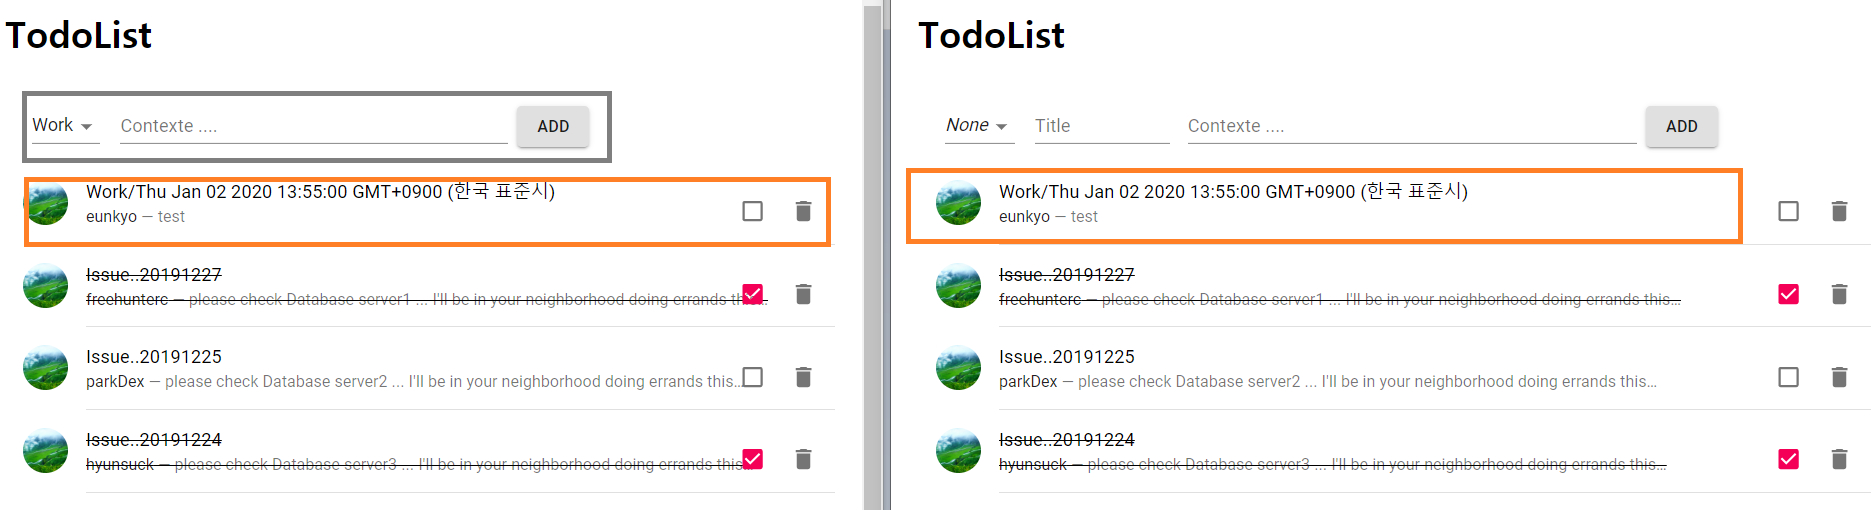 TodoList
Work
Contexte ....
ADD
Work/Thu Jan 02 2020 13:55:00 GMT+0900 (한국 표준시)
eunkyo — test
Issue..20191227
freehunterc — please check Database server1 ... I'll be in your neighborhood doing errands this...
Issue..20191225
parkDex — please check Database server2 ... I'll be in your neighborhood doing errands this...
Issue..20191224
hyunsuck — please check Database server3 ... I'll be in your neighborhood doing errands this...
TodoList
None
Title
Contexte ....
ADD
Work/Thu Jan 02 2020 13:55:00 GMT+0900 (한국 표준시)
eunkyo — test
Issue..20191227
freehunterc — please check Database server1 ... I'll be in your neighborhood doing errands this...
Issue..20191225
parkDex — please check Database server2 ... I'll be in your neighborhood doing errands this...
Issue..20191224
hyunsuck — please check Database server3 ... I'll be in your neighborhood doing errands this...